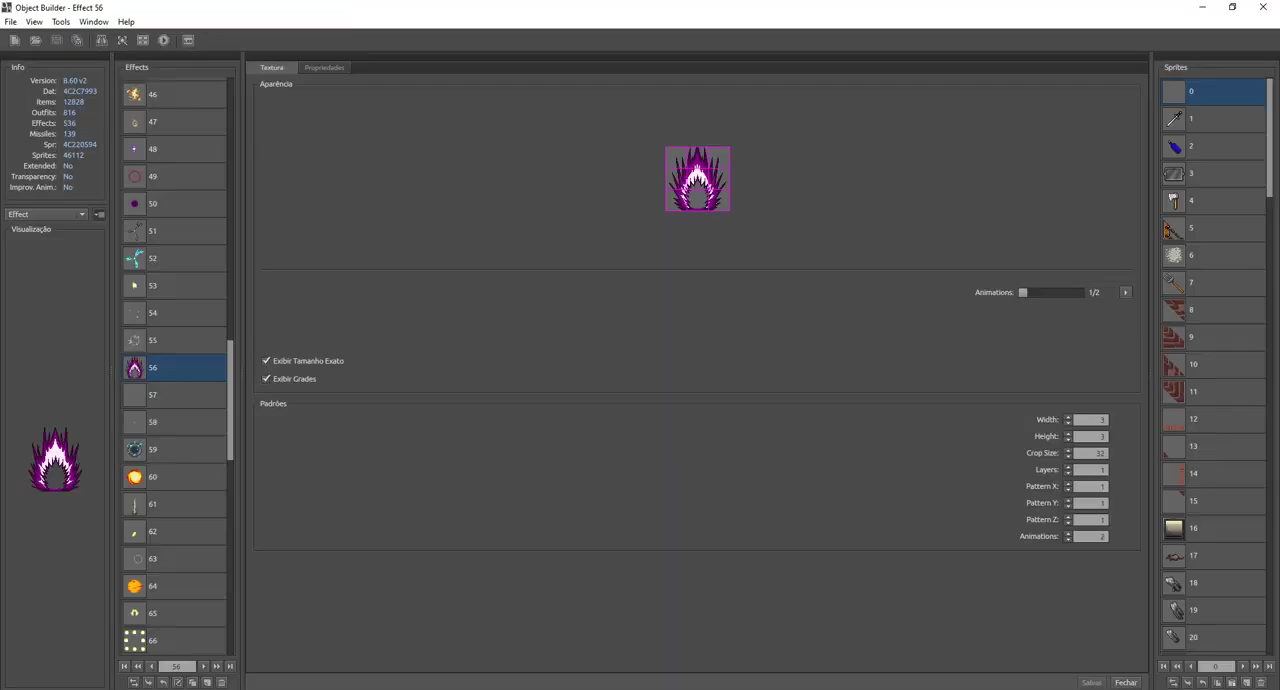 Object Builder - Effect 56
File View Tools Window Help
Info
Version: 8.60 v2
Dat: 4C2C7993
Items: 12828
Outfits: 816
Effects: 536
Missiles: 139
Spr: 4C220594
Sprites: 46112
Extended: No
Transparency: No
Improv. Anim.: No
Effect
Visualização
Effects
46
47
48
49
50
51
52
53
54
55
56
57
58
59
60
61
62
63
64
65
66
56
Textura Propriedades
Aparência
Animations: 1/2
Exibir Tamanho Exato
Exibir Grades
Padrões
Width: 3
Height: 3
Crop Size: 32
Layers: 1
Pattern X: 1
Pattern Y: 1
Pattern Z: 1
Animations: 2
Salvar Fechar
Sprites
0
1
2
3
4
5
6
7
8
9
10
11
12
13
14
15
16
17
18
19
20
0